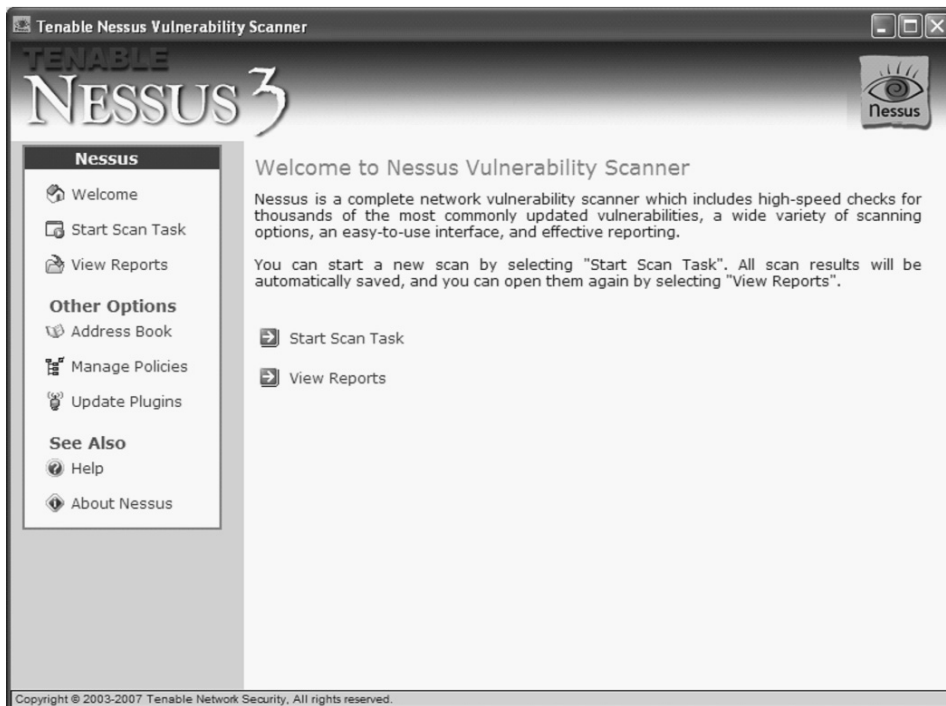 Tenable Nessus Vulnerability Scanner
TENABLE
NESSUS 3
Nessus
Nessus
Welcome
Start Scan Task
View Reports
Other Options
Address Book
Manage Policies
Update Plugins
See Also
Help
About Nessus
Welcome to Nessus Vulnerability Scanner
Nessus is a complete network vulnerability scanner which includes high-speed checks for
thousands of the most commonly updated vulnerabilities, a wide variety of scanning
options, an easy-to-use interface, and effective reporting.
You can start a new scan by selecting "Start Scan Task". All scan results will be
automatically saved, and you can open them again by selecting "View Reports".
Start Scan Task
View Reports
Copyright © 2003-2007 Tenable Network Security, All rights reserved.